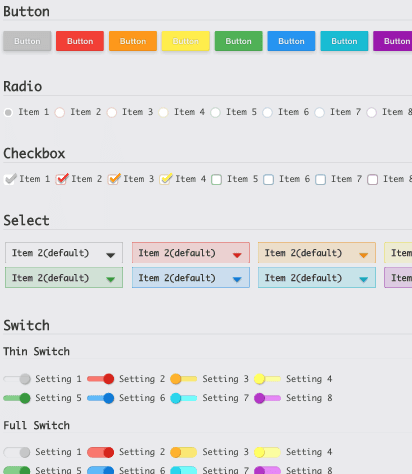 Button
Button Button Button Button Button Button Button Button
Radio
Item 1 Item 2 Item 3 Item 4 Item 5 Item 6 Item 7 Item
Checkbox
Item 1 Item 2 Item 3 Item 4 Item 5 Item 6 Item 7 Item
Select
Item 2(default) Item 2(default) Item 2(default) Item
Item 2(default) Item 2(default) Item 2(default) Item
Switch
Thin Switch
Setting 1 Setting 2 Setting 3 Setting 4
Setting 5 Setting 6 Setting 7 Setting 8
Full Switch
Setting 1 Setting 2 Setting 3 Setting 4
Setting 5 Setting 6 Setting 7 Setting 8